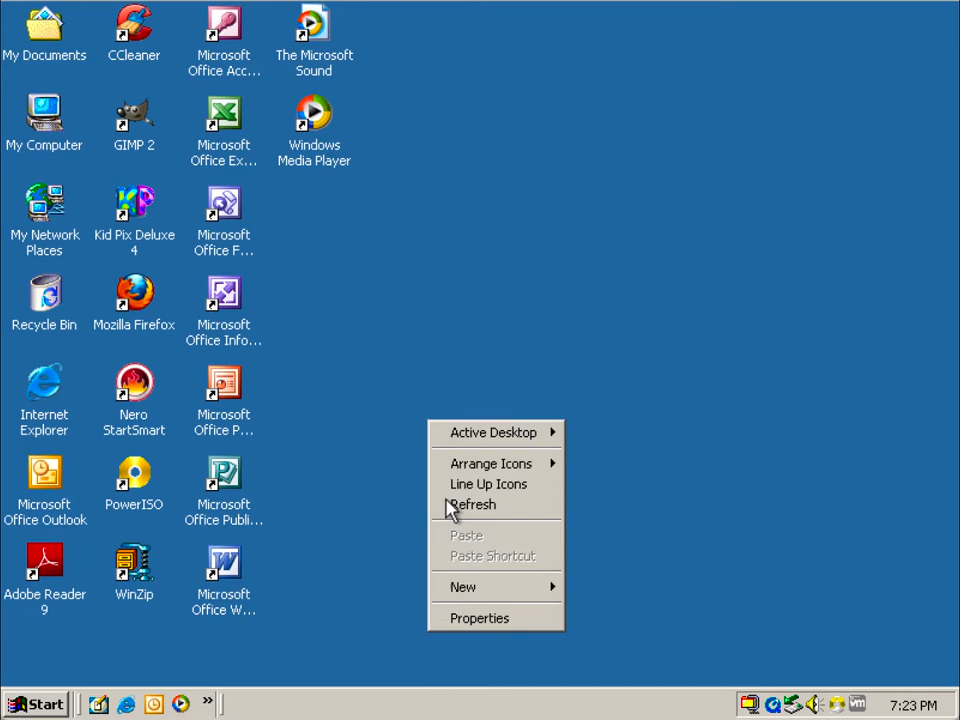 My Documents
CCleaner
Microsoft
Office Acc...
The Microsoft
Sound
My Computer
GIMP 2
Microsoft
Office Ex...
Windows
Media Player
My Network
Places
Kid Pix Deluxe
4
Microsoft
Office F...
Recycle Bin
Mozilla Firefox
Microsoft
Office Info...
Internet
Explorer
Nero
StartSmart
Microsoft
Office P...
Microsoft
Office Outlook
PowerISO
Microsoft
Office Publi...
Adobe Reader
9
WinZip
Microsoft
Office W...
Active Desktop
Arrange Icons
Line Up Icons
Refresh
Paste
Paste Shortcut
New
Properties
Start
»
vm
7:23 PM